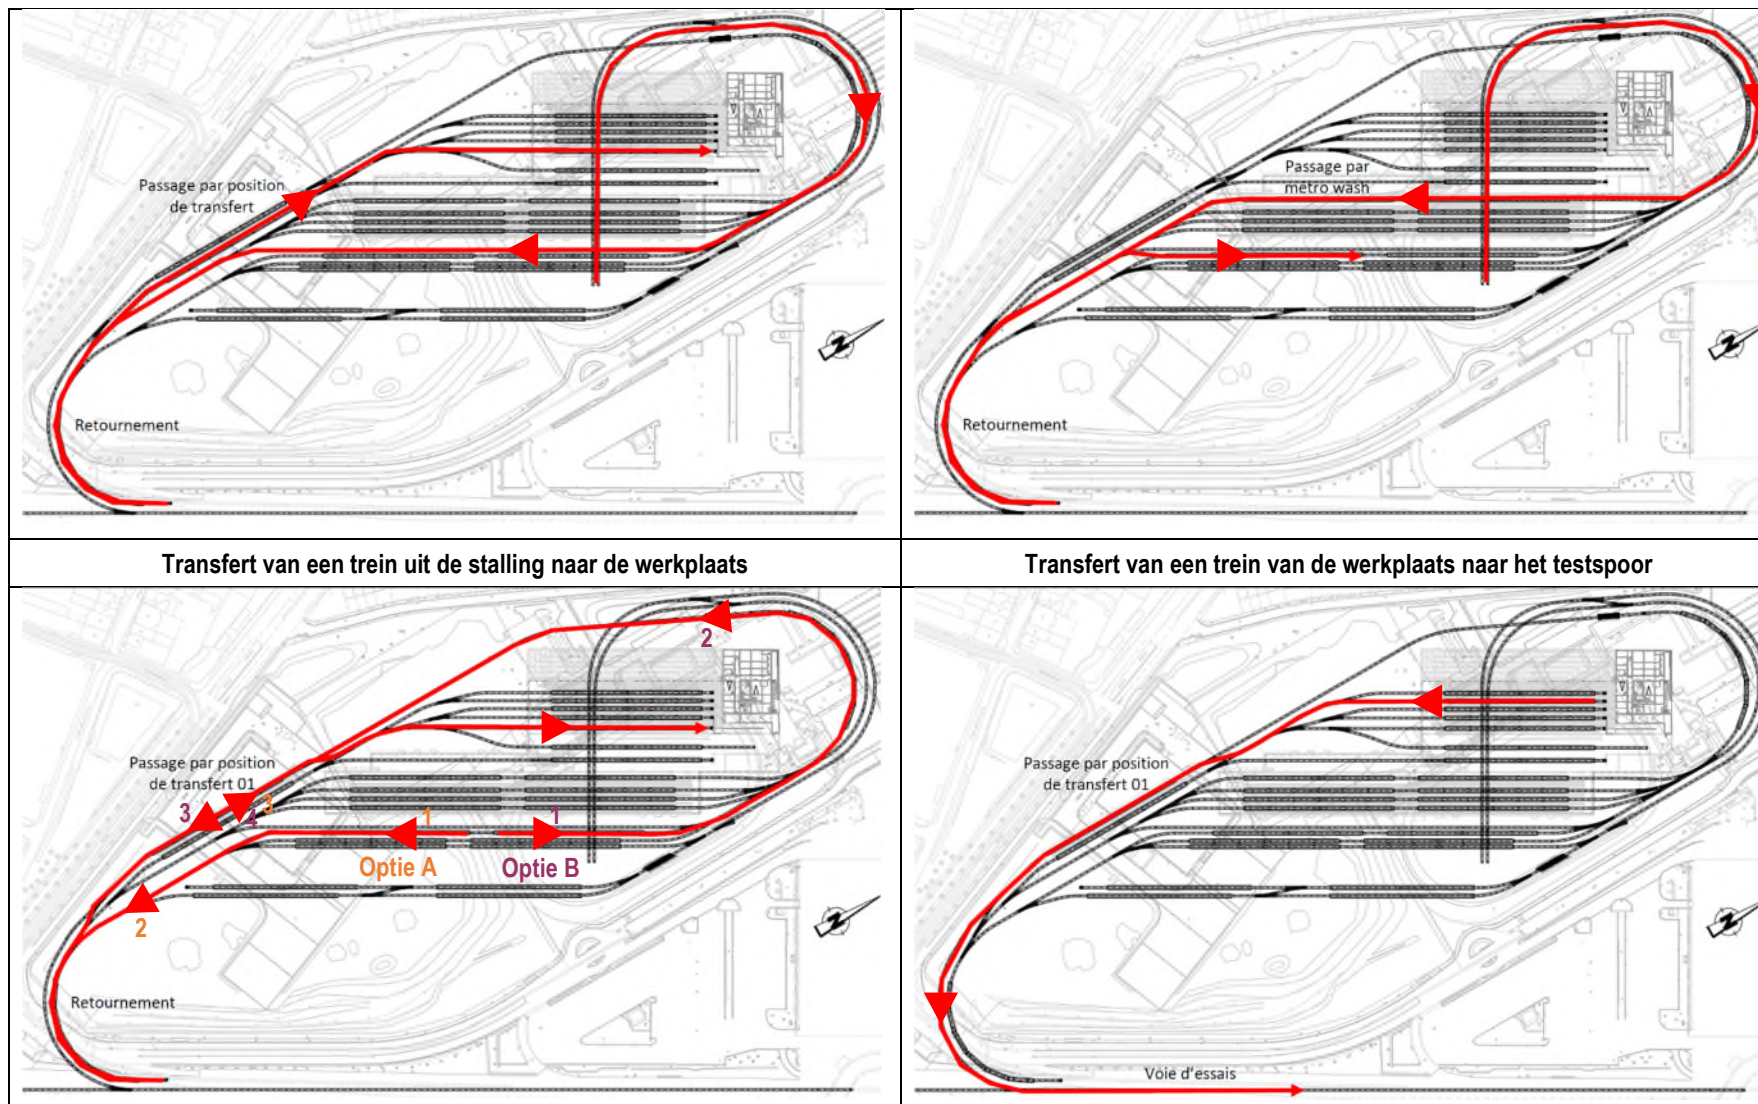 Passage par position
de transfert
Retournement
N
Passage par
métro wash
Retournement
N
Transfert van een trein uit de stalling naar de werkplaats
Transfert van een trein van de werkplaats naar het testspoor
2
Passage par position
de transfert 01
3
3
4
1
1
Optie A
Optie B
2
N
Retournement
Passage par position
de transfert 01
N
Voie d'essais